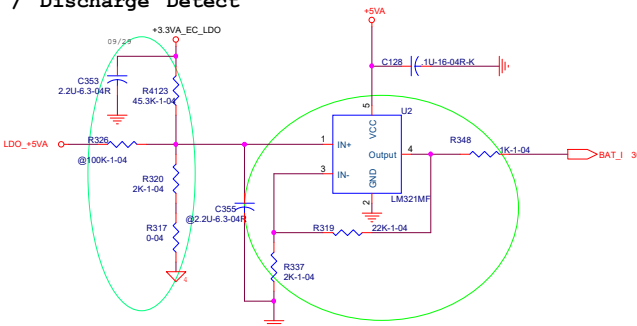 / Discharge Detect
+5VA
09/29
+3.3VA_EC_LDO
C353
2.2U-6.3-04R
R4123
45.3K-1-04
C128
.1U-16-04R-K
5
U2
VCC
LDO_+5VA
R326
@100K-1-04
1
IN+
Output
4
R348
1K-1-04
BAT_I
3
IN-
GND
2
LM321MF
R320
2K-1-04
C355
@2.2U-6.3-04R
R317
0-04
4
R319
22K-1-04
R337
2K-1-04